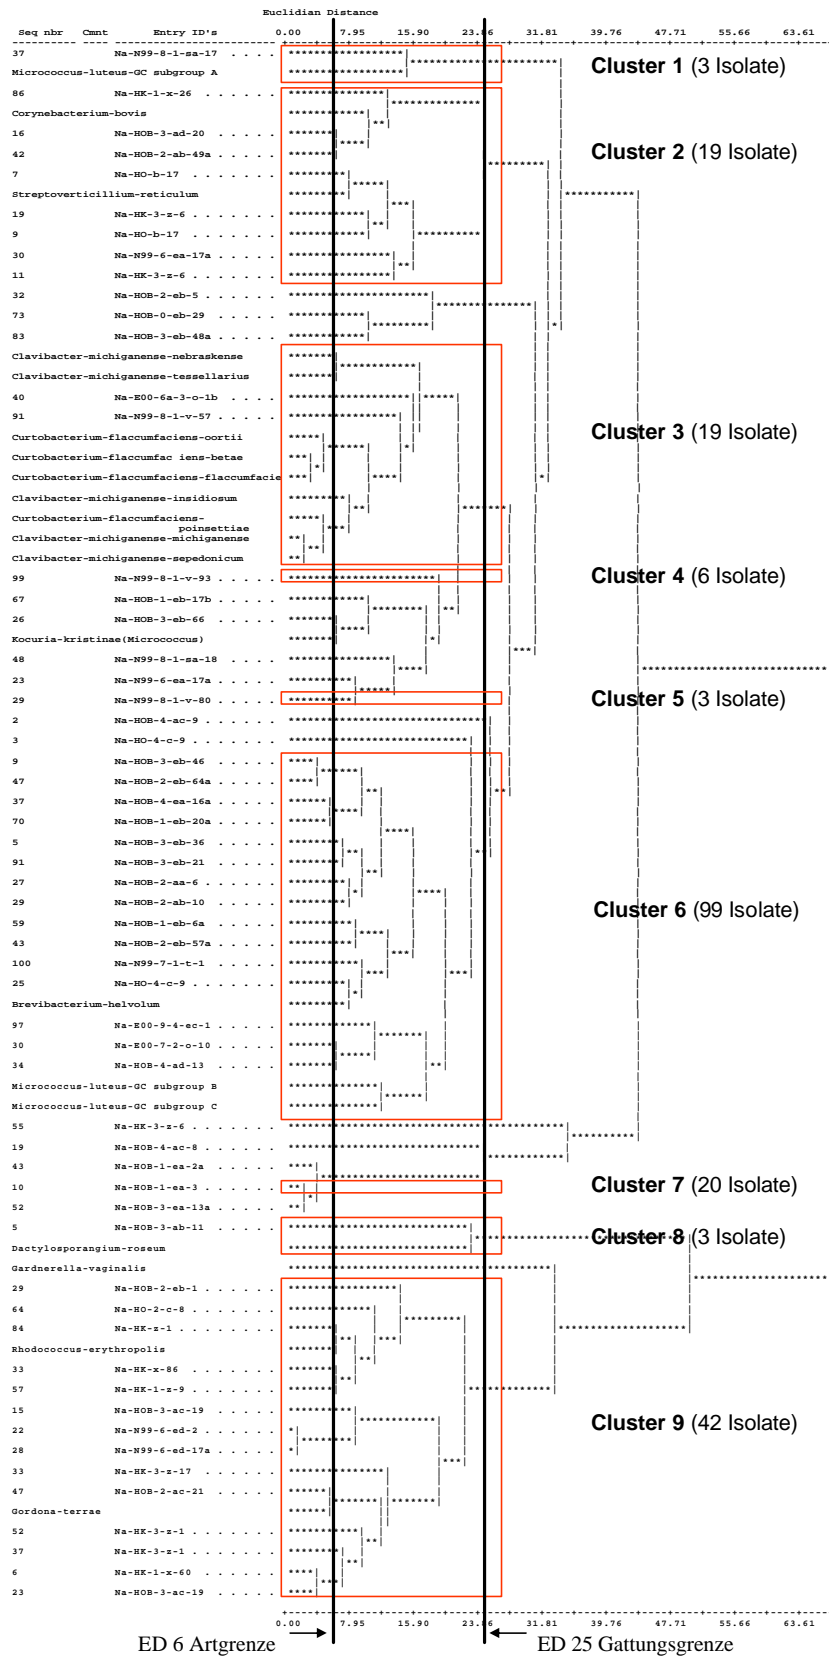 Euclidian Distance
Seq nbr Cmnt Entry ID's 0.00 7.95 15.90 23.86 31.81 39.76 47.71 55.66 63.61
37 Na-N99-8-1-sa-17 . . . .
Micrococcus-luteus-GC subgroup A
Cluster 1 (3 Isolate)
86 Na-HK-1-x-26 . . . . . .
Corynebacterium-bovis
16 Na-HOB-3-ad-20 . . . . .
42 Na-HOB-2-ab-49a . . . . .
Cluster 2 (19 Isolate)
7 Na-HO-b-17 . . . . . . .
Streptoverticillium-reticulum
19 Na-HK-3-z-6 . . . . . . .
9 Na-HO-b-17 . . . . . . .
30 Na-N99-6-ea-17a . . . . .
11 Na-HK-3-z-6 . . . . . . .
32 Na-HOB-2-eb-5 . . . . . .
73 Na-HOB-0-eb-29 . . . . .
83 Na-HOB-3-eb-48a . . . . .
Clavibacter-michiganense-nebraskense
Clavibacter-michiganense-tessellarius
40 Na-E00-6a-3-o-1b . . . .
91 Na-N99-8-1-v-57 . . . . .
Curtobacterium-flaccumfaciens-oortii
Cluster 3 (19 Isolate)
Curtobacterium-flaccumfac iens-betae
Curtobacterium-flaccumfaciens-flaccumfacie
Clavibacter-michiganense-insidiosum
Curtobacterium-flaccumfaciens-
poinsettiae
Clavibacter-michiganense-michiganense
Clavibacter-michiganense-sepedonicum
99 Na-N99-8-1-v-93 . . . . .
Cluster 4 (6 Isolate)
67 Na-HOB-1-eb-17b . . . . .
26 Na-HOB-3-eb-66 . . . . .
Kocuria-kristinae(Micrococcus)
48 Na-N99-8-1-sa-18 . . . .
23 Na-N99-6-ea-17a . . . . .
29 Na-N99-8-1-v-80 . . . . .
Cluster 5 (3 Isolate)
2 Na-HOB-4-ac-9 . . . . . .
3 Na-HO-4-c-9 . . . . . . .
9 Na-HOB-3-eb-46 . . . . .
47 Na-HOB-2-eb-64a . . . . .
37 Na-HOB-4-ea-16a . . . . .
70 Na-HOB-1-eb-20a . . . . .
5 Na-HOB-3-eb-36 . . . . .
91 Na-HOB-3-eb-21 . . . . .
27 Na-HOB-2-aa-6 . . . . . .
29 Na-HOB-2-ab-10 . . . . .
Cluster 6 (99 Isolate)
59 Na-HOB-1-eb-6a . . . . .
43 Na-HOB-2-eb-57a . . . . .
100 Na-N99-7-1-t-1 . . . . .
25 Na-HO-4-c-9 . . . . . . .
Brevibacterium-helvolum
97 Na-E00-9-4-ec-1 . . . . .
30 Na-E00-7-2-o-10 . . . . .
34 Na-HOB-4-ad-13 . . . . .
Micrococcus-luteus-GC subgroup B
Micrococcus-luteus-GC subgroup C
55 Na-HK-3-z-6 . . . . . . .
19 Na-HOB-4-ac-8 . . . . . .
43 Na-HOB-1-ea-2a . . . . .
10 Na-HOB-1-ea-3 . . . . . .
Cluster 7 (20 Isolate)
52 Na-HOB-3-ea-13a . . . . .
5 Na-HOB-3-ab-11 . . . . .
Cluster 8 (3 Isolate)
Dactylosporangium-roseum
Gardnerella-vaginalis
29 Na-HOB-2-eb-1 . . . . . .
64 Na-HO-2-c-8 . . . . . . .
84 Na-HK-z-1 . . . . . . . .
Rhodococcus-erythropolis
33 Na-HK-x-86 . . . . . . .
57 Na-HK-1-z-9 . . . . . . .
15 Na-HOB-3-ac-19 . . . . .
22 Na-N99-6-ed-2 . . . . . .
Cluster 9 (42 Isolate)
28 Na-N99-6-ed-17a . . . . .
33 Na-HK-3-z-17 . . . . . .
47 Na-HOB-2-ac-21 . . . . .
Gordona-terrae
52 Na-HK-3-z-1 . . . . . . .
37 Na-HK-3-z-1 . . . . . . .
6 Na-HK-1-x-60 . . . . . .
23 Na-HOB-3-ac-19 . . . . .
0.00 7.95 15.90 23.86 31.81 39.76 47.71 55.66 63.61
ED 6 Artgrenze ED 25 Gattungsgrenze